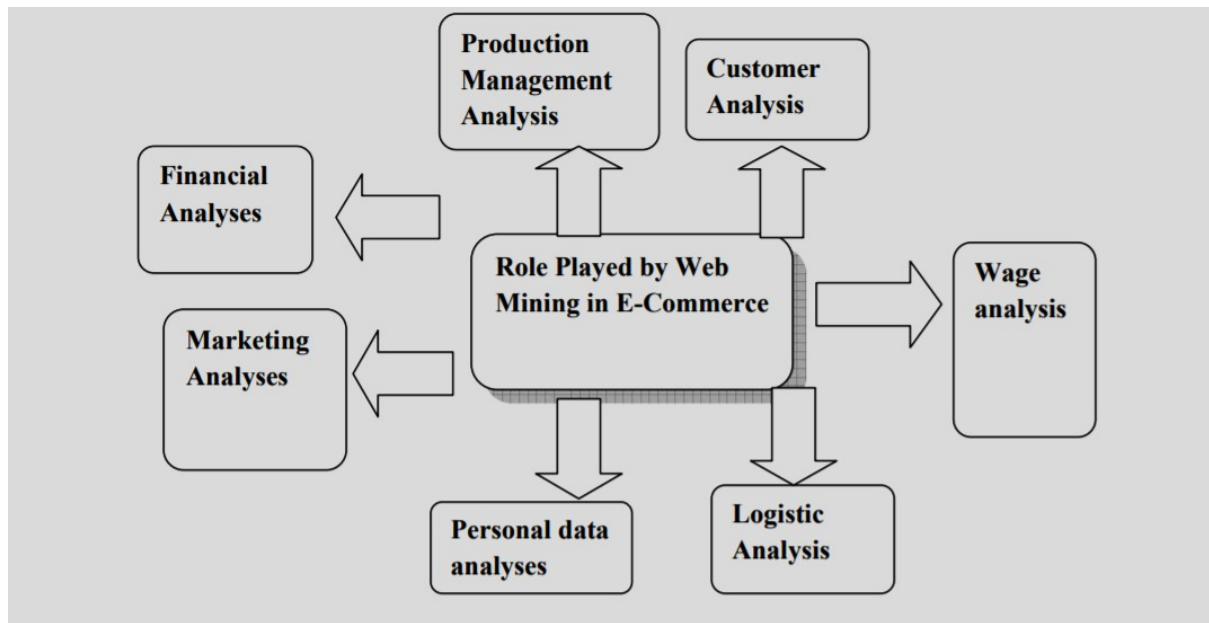 Production
Management
Analysis
Customer
Analysis
Financial
Analyses
Role Played by Web
Mining in E-Commerce
Wage
analysis
Marketing
Analyses
Personal data
analyses
Logistic
Analysis